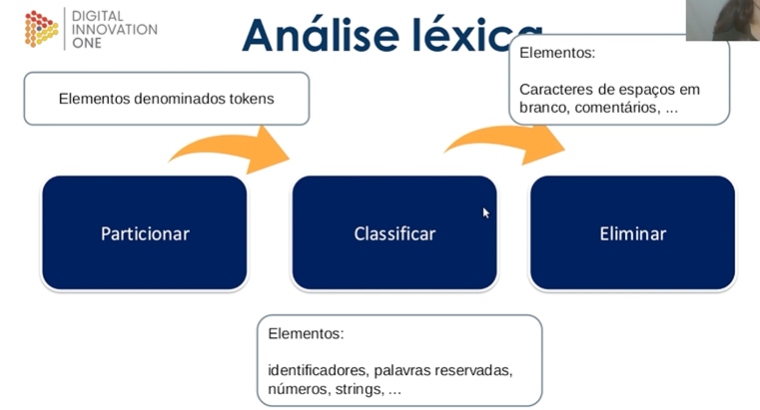 DIGITAL
INNOVATION
ONE
Análise léxica
Elementos:
Caracteres de espaços em
branco, comentários, ...
Elementos denominados tokens
Particionar
Classificar
Eliminar
Elementos:
identificadores, palavras reservadas,
números, strings, ...